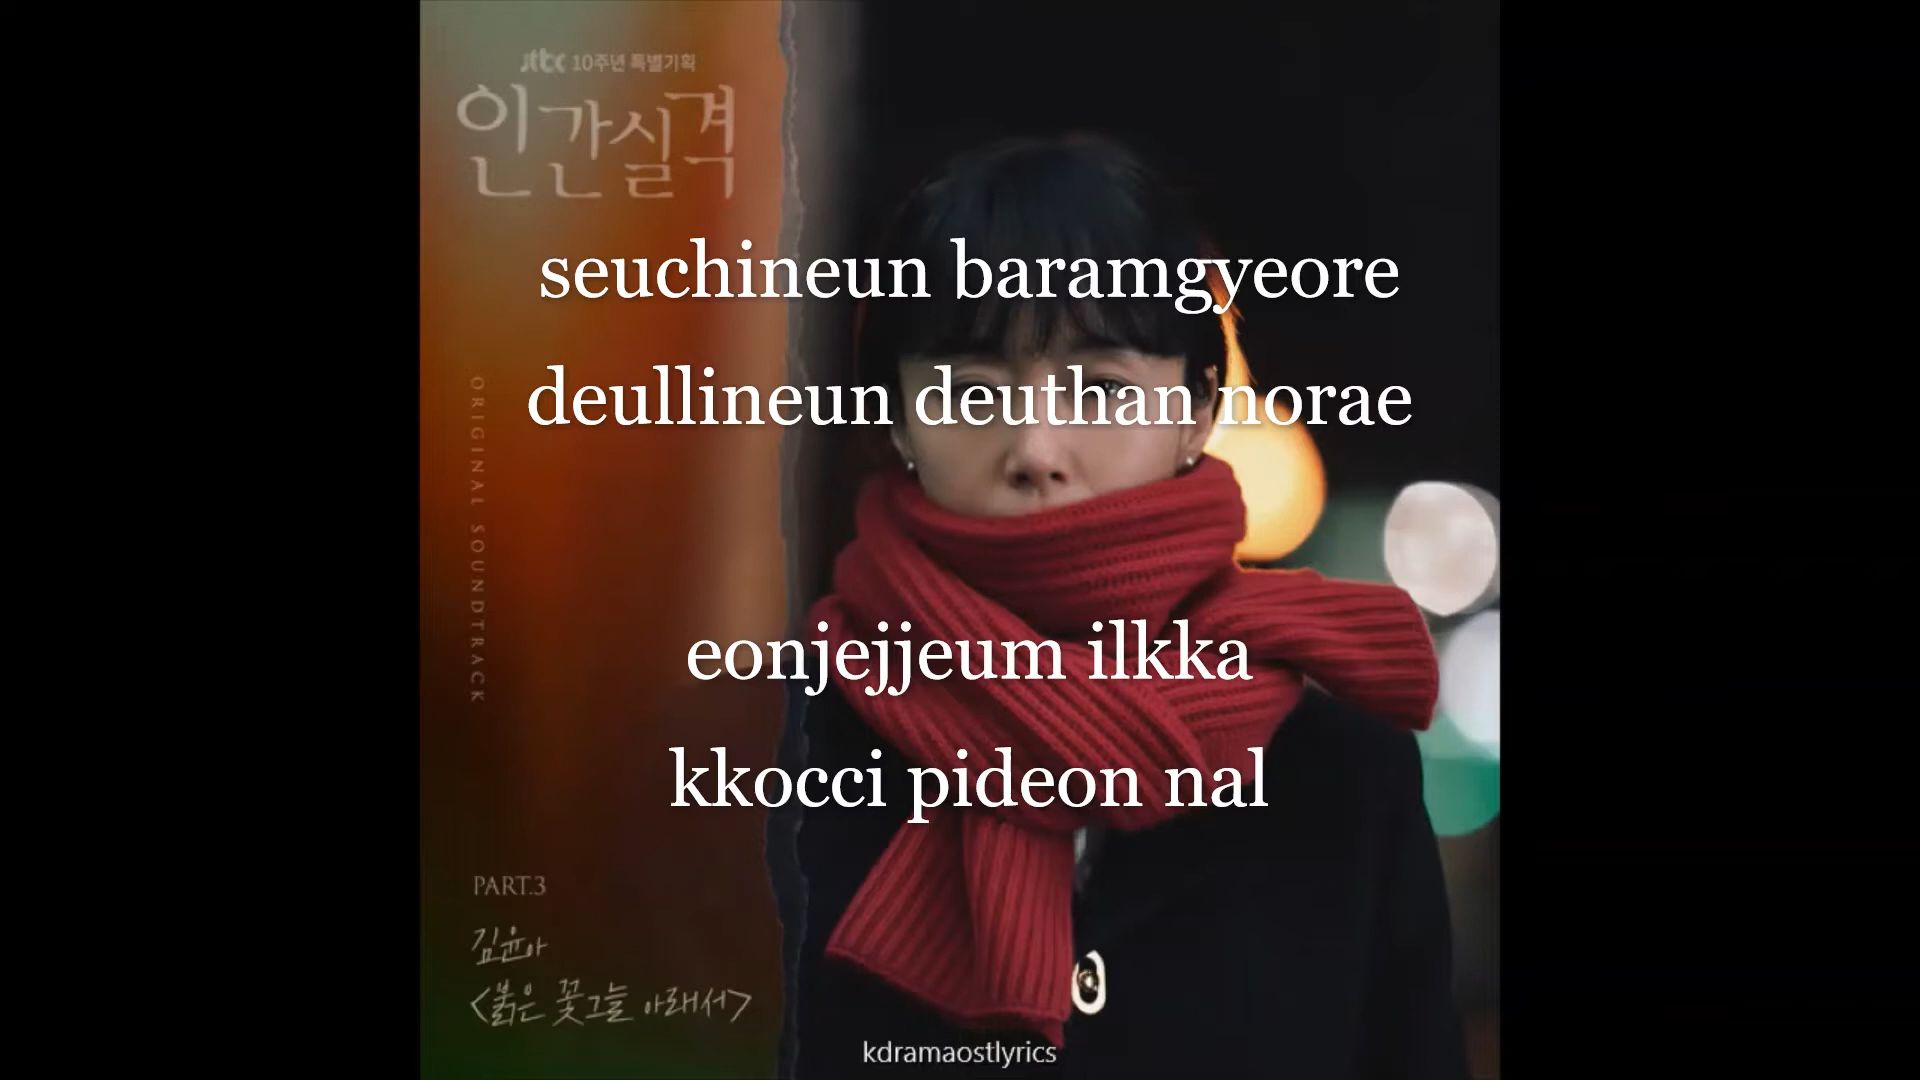 jtbc 10주년 특별기획
인간실격
seuchineun baramgyeore
deullineun deuthan norae
ORIGINAL SOUNDTRACK
eonjejjeum ilkka
kkocci pideon nal
PART.3
김윤아
<붉은 꽃그늘 아래서>
kdramaostlyrics